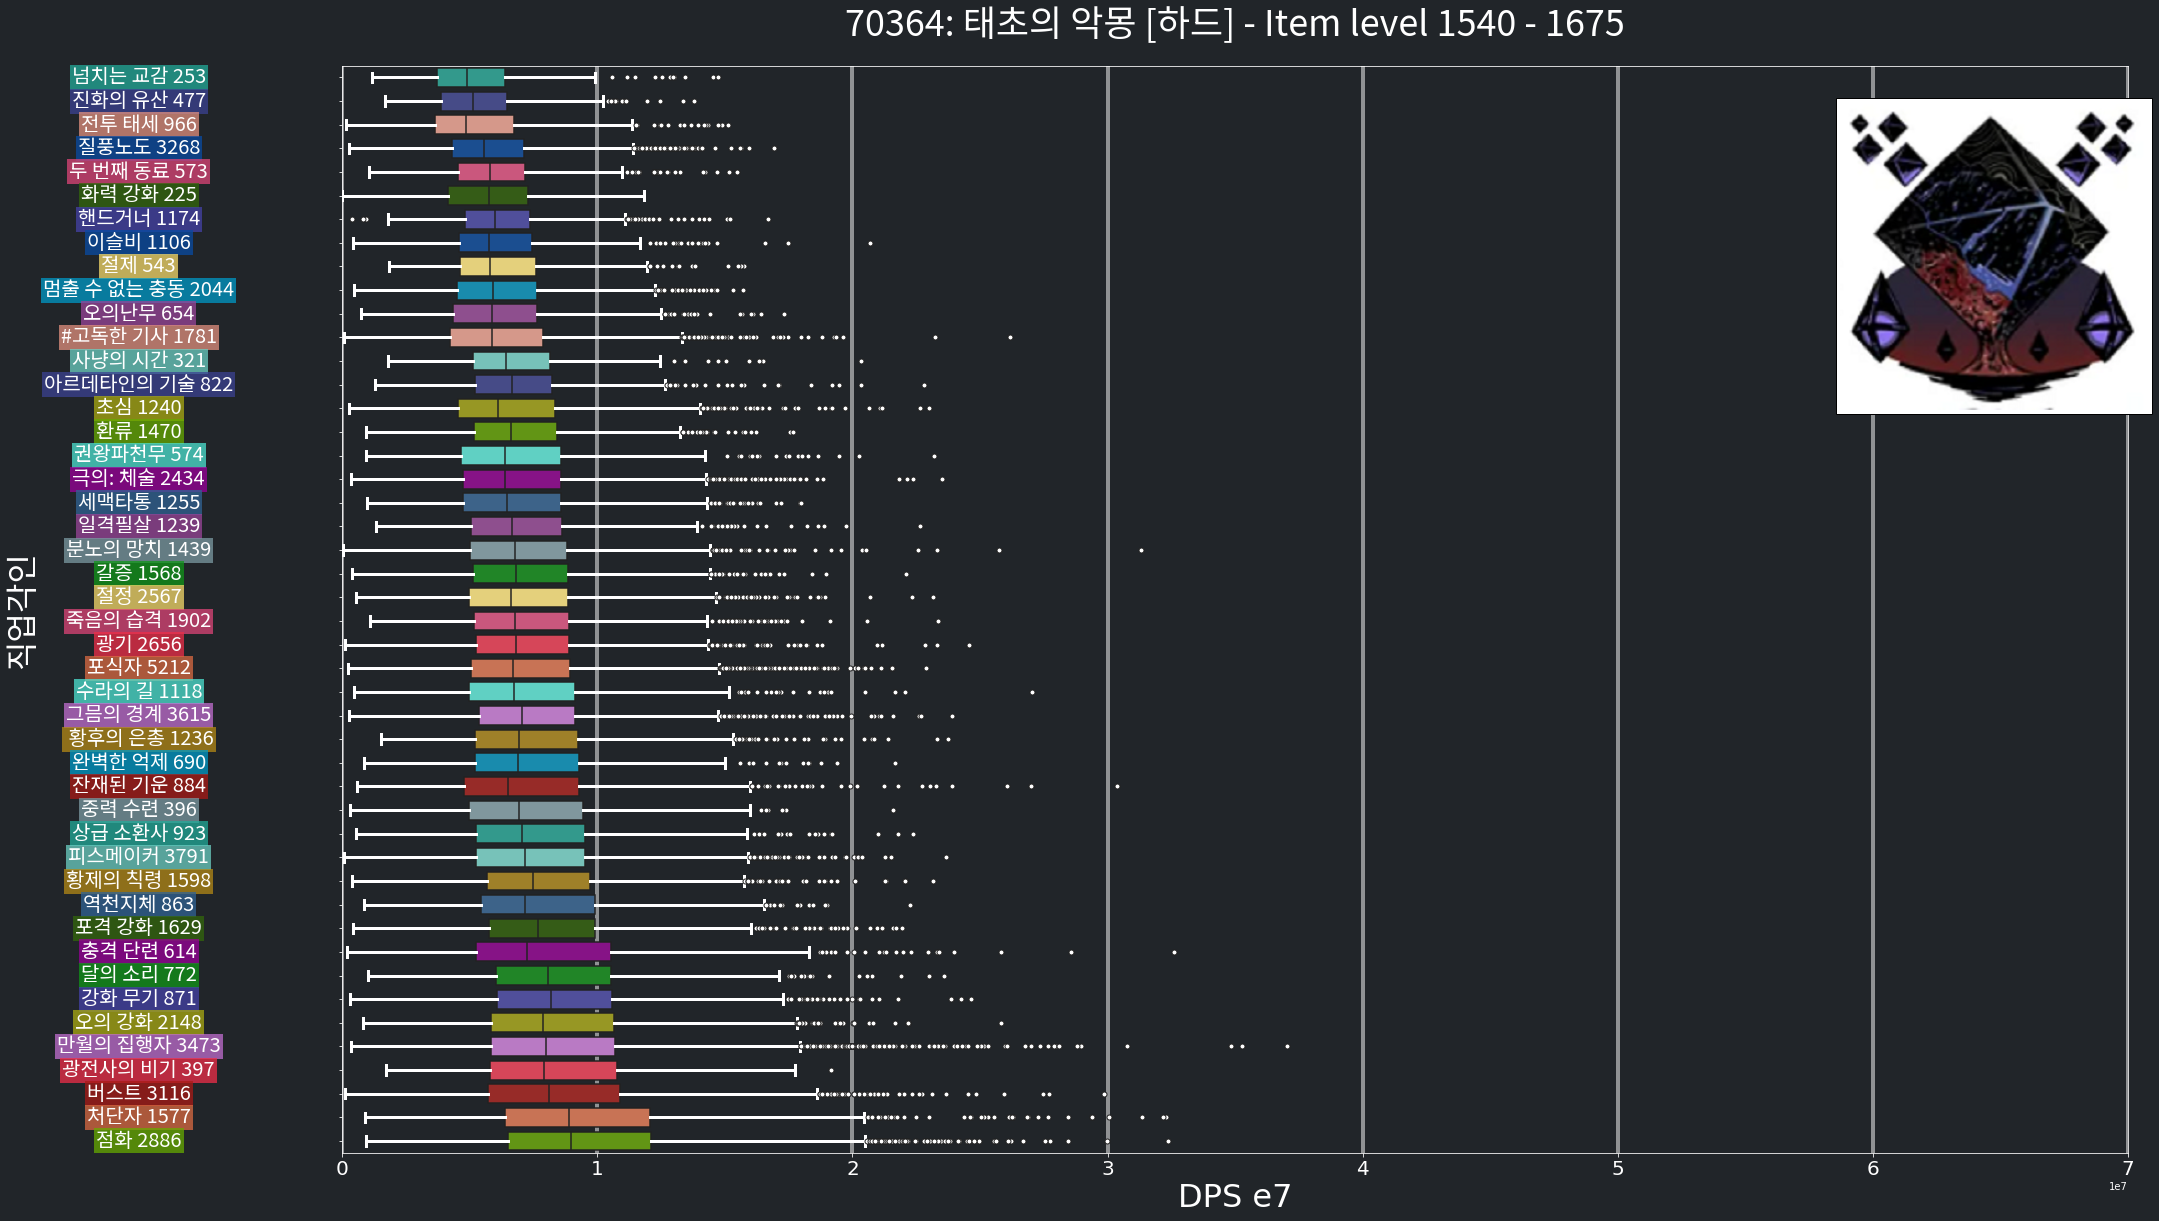 70364: 태초의 악몽 [하드] - Item level 1540 - 1675
넘치는 교감 253
진화의 유산 477
전투 태세 966
질풍노도 3268
두 번째 동료 573
화력 강화 225
핸드거너 1174
이슬비 1106
절제 543
멈출 수 없는 충동 2044
오의난무 654
#고독한 기사 1781
사냥의 시간 321
아르데타인의 기술 822
초심 1240
환류 1470
권왕파천무 574
극의: 체술 2434
세맥타통 1255
일격필살 1239
분노의 망치 1439
갈증 1568
절정 2567
죽음의 습격 1902
광기 2656
포식자 5212
수라의 길 1118
그믐의 경계 3615
황후의 은총 1236
완벽한 억제 690
잔재된 기운 884
중력 수련 396
상급 소환사 923
피스메이커 3791
황제의 칙령 1598
역천지체 863
포격 강화 1629
충격 단련 614
달의 소리 772
강화 무기 871
오의 강화 2148
만월의 집행자 3473
광전사의 비기 397
버스트 3116
처단자 1577
점화 2886
직업각인
0 1 2 3 4 5 6 7
1e7
DPS e7